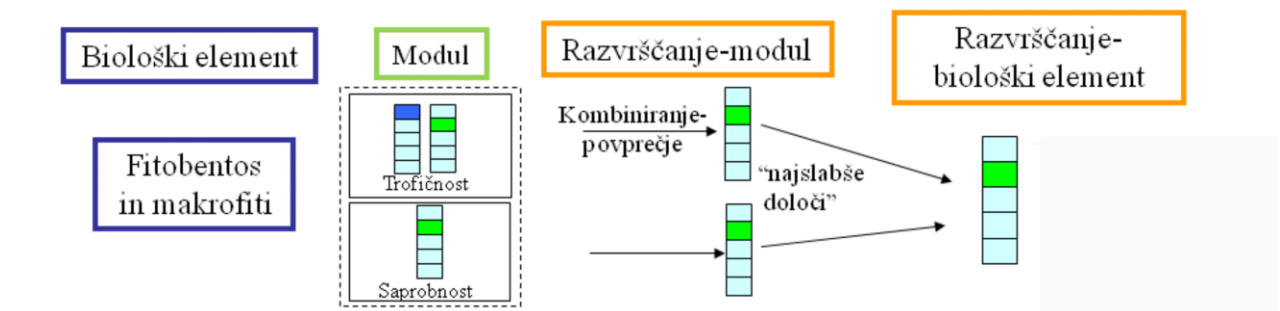 Biološki element
Modul
Razvrščanje-modul
Razvrščanje-
biološki element
Fitobentos
in makrofiti
Trofičnost
Saprobnost
Kombiniranje-
povprečje
“najslabše
določi”